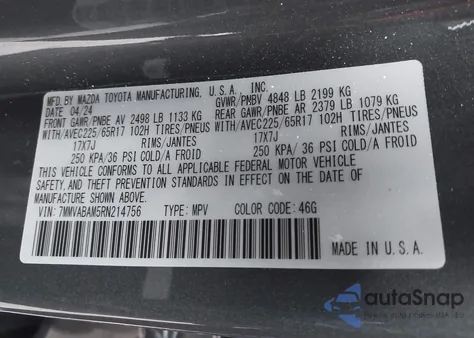 MFD. BY MAZDA TOYOTA MANUFACTURING, U.S.A. INC.
DATE 04/24 GVWR/PNBV 4848 LB 2199 KG
FRONT GAWR/PNBE AV 2498 LB 1133 KG REAR GAWR/PNBE AR 2379 LB 1079 KG
WITH/AVEC225/65R17 102H TIRES/PNEUS WITH/AVEC225/65R17 102H TIRES/PNEUS
17X7J RIMS/JANTES 17X7J RIMS/JANTES
250 KPA/36 PSI COLD/A FROID 250 KPA/36 PSI COLD/A FROID
THIS VEHICLE CONFORMS TO ALL APPLICABLE FEDERAL MOTOR VEHICLE
SAFETY, AND THEFT PREVENTION STANDARDS IN EFFECT ON THE DATE OF
MANUFACTURE SHOWN ABOVE.
VIN: 7MMVABAM5RN214756 TYPE: MPV COLOR CODE: 46G
MADE IN U.S.A.
autoSnap